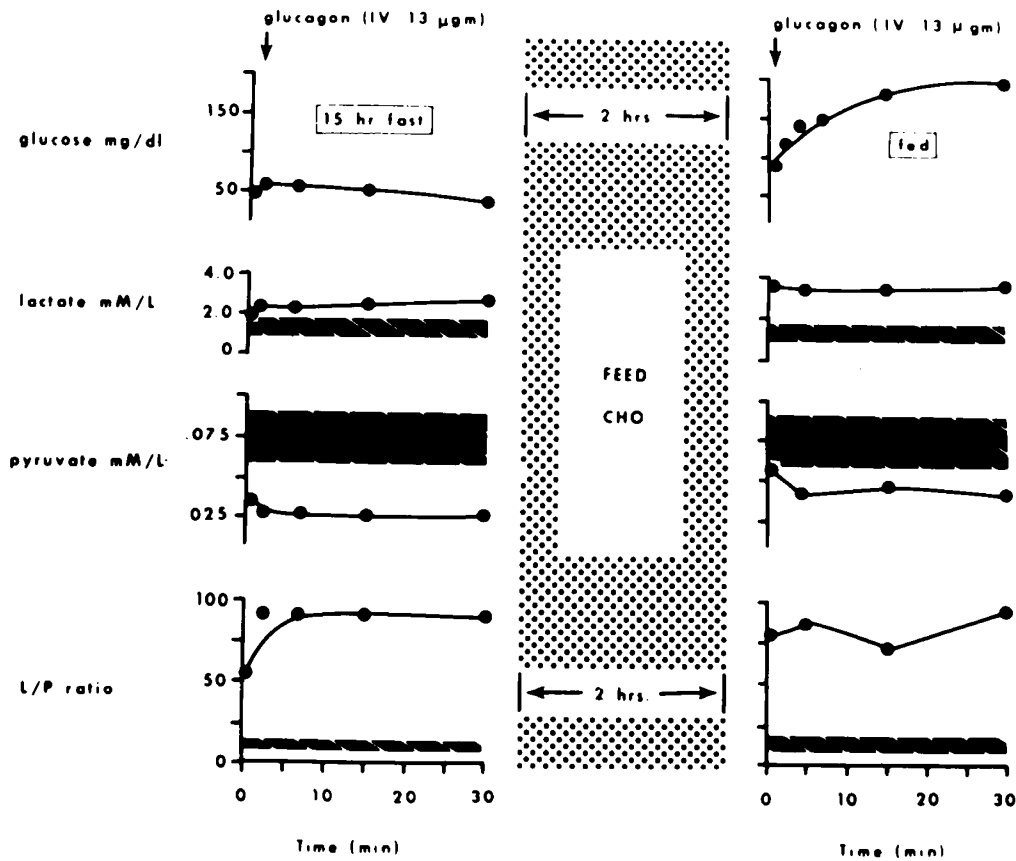 glucagon (IV 13 µgm)
glucagon (IV 13 µgm)
glucose mg/dl
150
50
15 hr fast
2 hrs
fed
lactate mM/L
4.0
2.0
0
FEED
CHO
pyruvate mM/L
.075
025
L/P ratio
100
50
0
2 hrs.
0 10 20 30
0 10 20 30
Time (min)
Time (min)